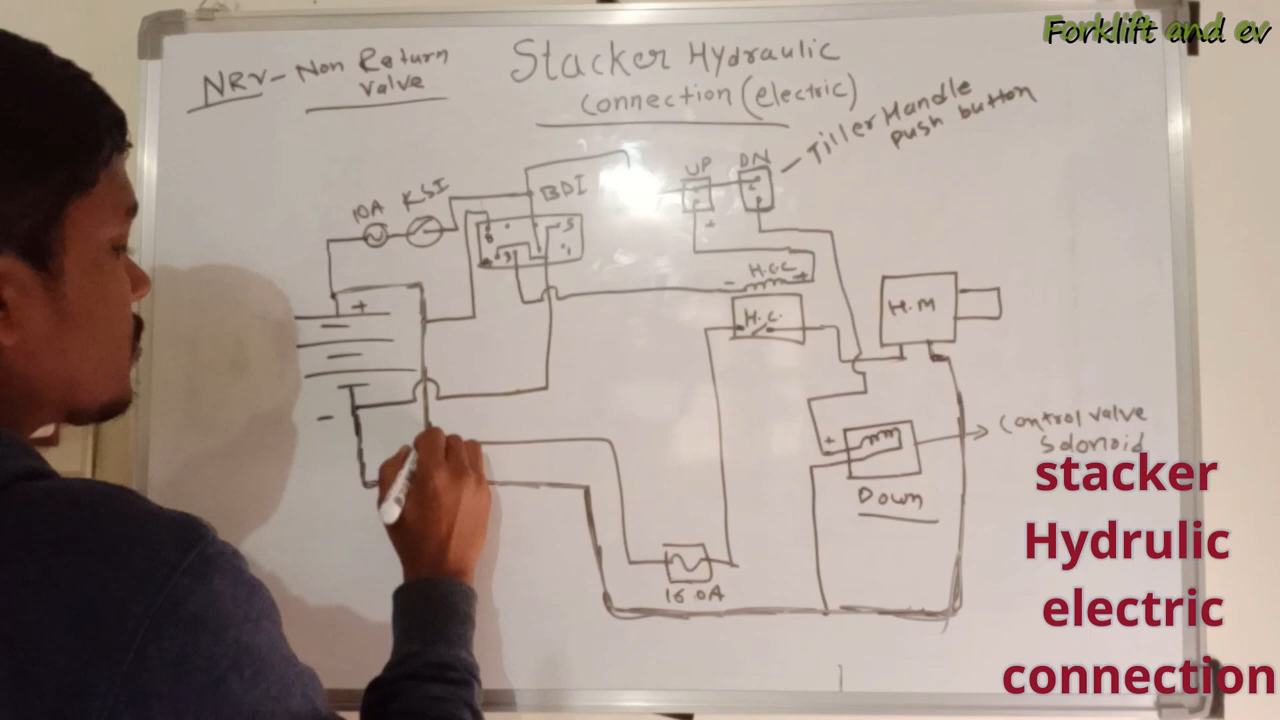 Forklift and ev
NRV - Non Return
Valve
Stacker Hydraulic
Connection (electric)
Tiller Handle
push button
UP
DN
10A
KSI
BDI
+
-
+
H.C.C
-
+
H.C.
H.M
+
Control valve
Solonoid
Down
16.0A
stacker
Hydrulic
electric
connection